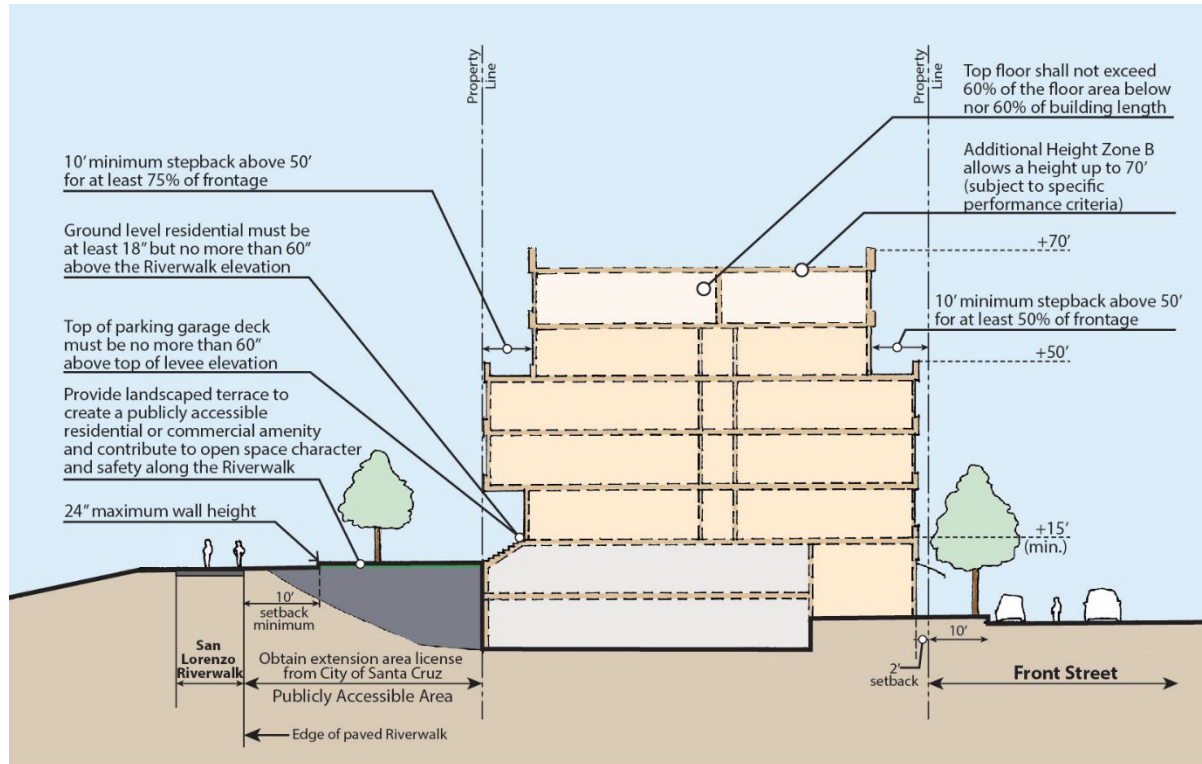 Property
Line
Property
Line
Top floor shall not exceed
60% of the floor area below
nor 60% of building length
Additional Height Zone B
allows a height up to 70’
(subject to specific
performance criteria)
10’ minimum stepback above 50’
for at least 75% of frontage
Ground level residential must be
at least 18” but no more than 60”
above the Riverwalk elevation
Top of parking garage deck
must be no more than 60”
above top of levee elevation
Provide landscaped terrace to
create a publicly accessible
residential or commercial amenity
and contribute to open space character
and safety along the Riverwalk
24” maximum wall height
+70’
10’ minimum stepback above 50’
for at least 50% of frontage
+50’
+15’
(min.)
10’
setback
minimum
San
Lorenzo
Riverwalk
Obtain extension area license
from City of Santa Cruz
Publicly Accessible Area
Edge of paved Riverwalk
2’
setback
10’
Front Street